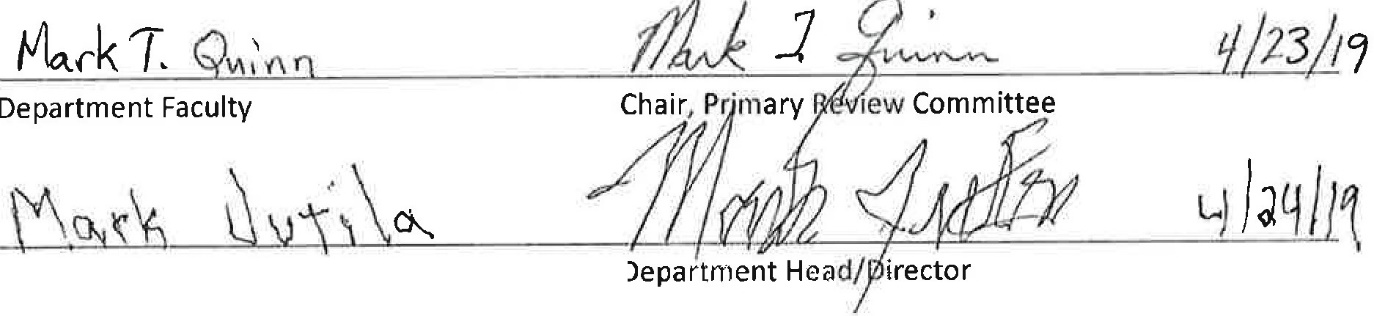 Mark T. Quinn Mark T Quinn 4/23/19
Department Faculty Chair, Primary Review Committee
Mark Jutila Mark 4/24/19
Department Head/Director